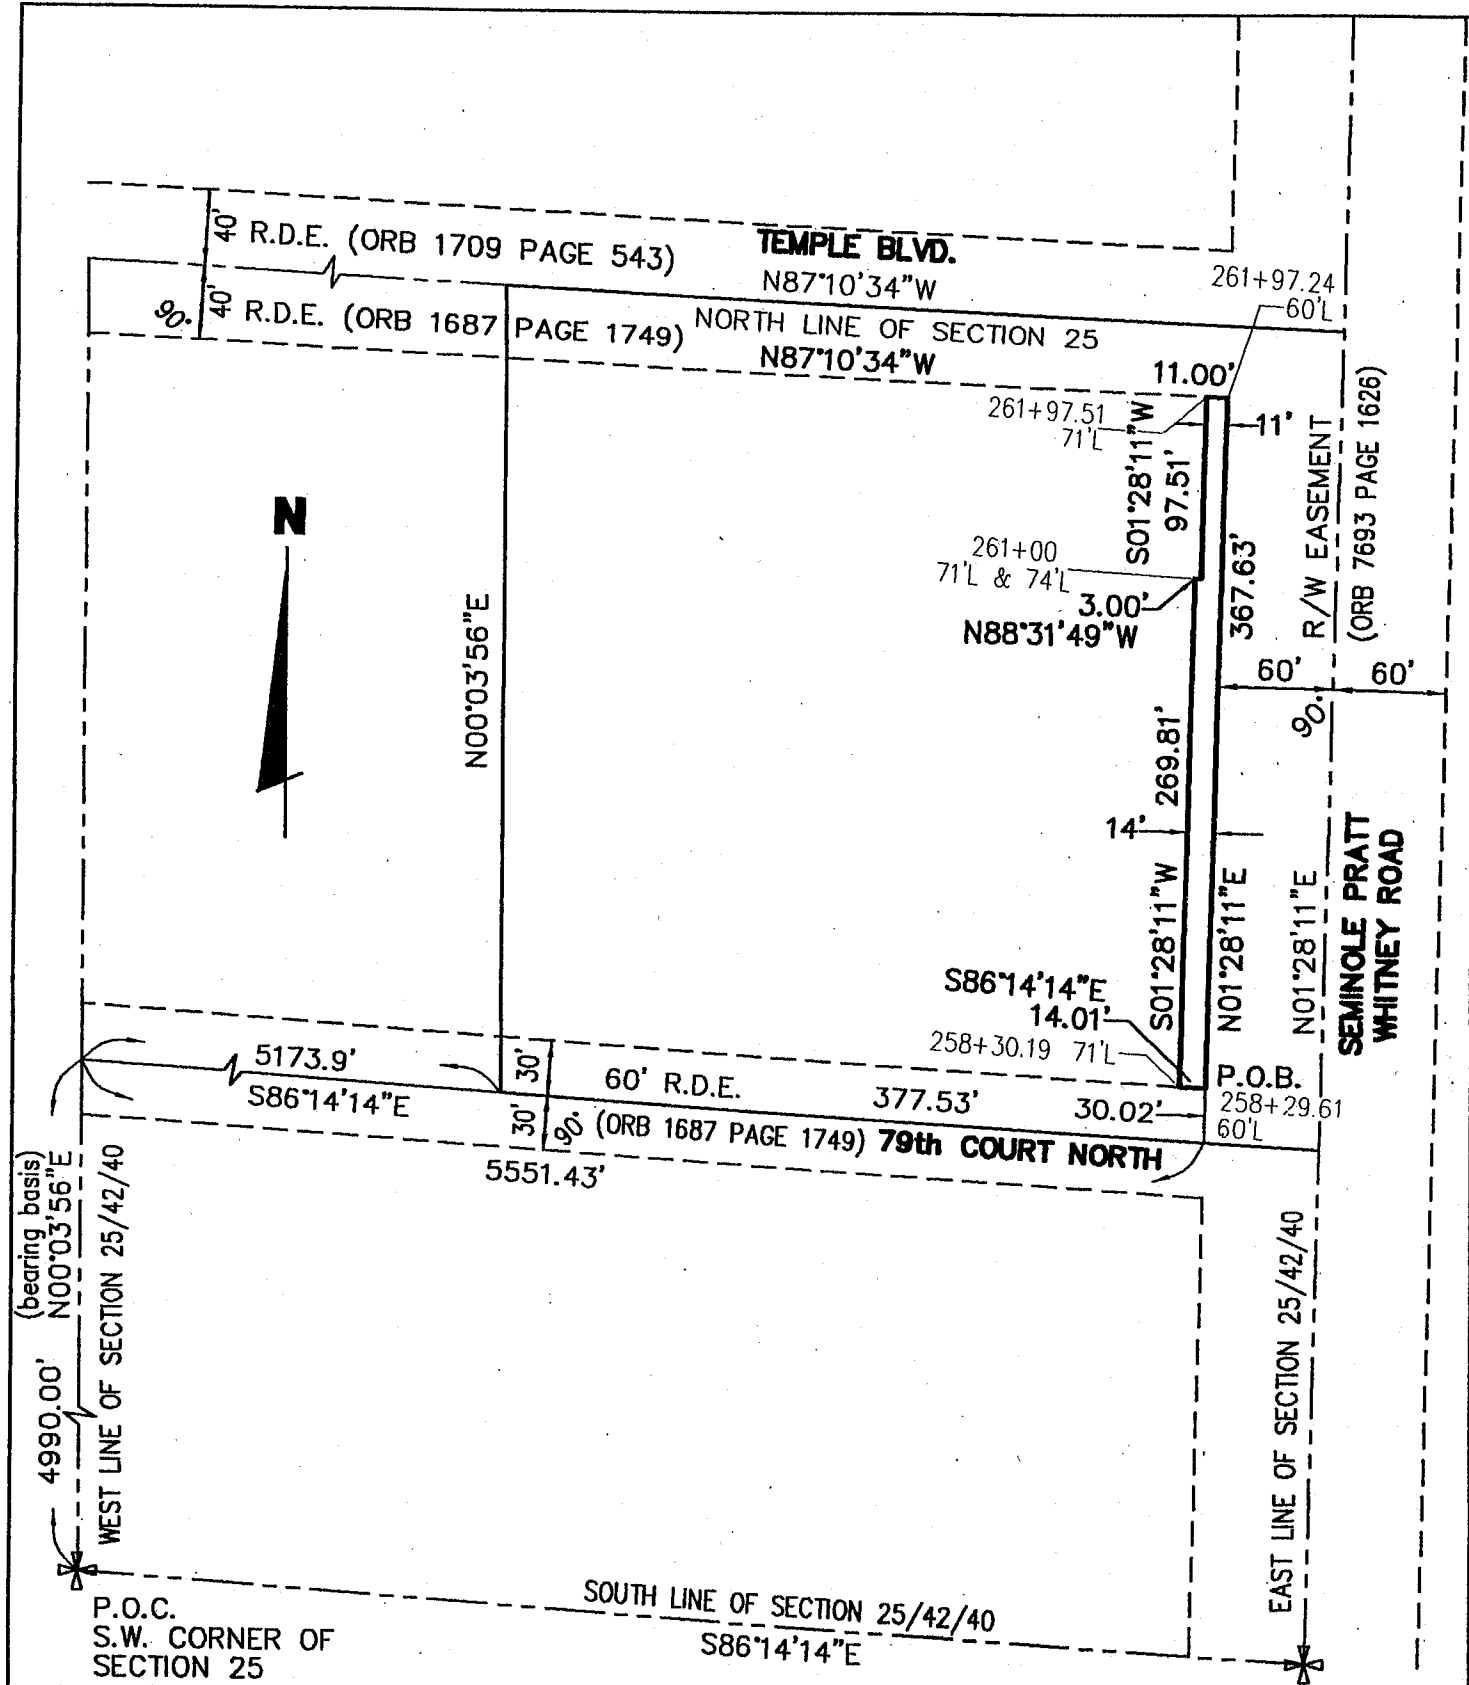 40' R.D.E. (ORB 1709 PAGE 543)
TEMPLE BLVD.
N87°10'34"W
261+97.24
60'L
90°
40' R.D.E. (ORB 1687 PAGE 1749)
NORTH LINE OF SECTION 25
N87°10'34"W
11.00'
261+97.51
71'L
11'
S01°28'11"W
97.51'
R/W EASEMENT
(ORB 7693 PAGE 1626)
N
261+00
71'L & 74'L
3.00'
N88°31'49"W
367.63'
N00°03'56"E
60'
60'
90°
269.81'
14'
S01°28'11"W
N01°28'11"E
N01°28'11"E
SEMINOLE PRATT
WHITNEY ROAD
S86°14'14"E
14.01'
258+30.19 71'L
P.O.B.
258+29.61
60'L
5173.9'
S86°14'14"E
30'
30'
90°
60' R.D.E.
377.53'
30.02'
(ORB 1687 PAGE 1749) 79th COURT NORTH
5551.43'
(bearing basis)
N00°03'56"E
WEST LINE OF SECTION 25/42/40
4990.00'
EAST LINE OF SECTION 25/42/40
SOUTH LINE OF SECTION 25/42/40
S86°14'14"E
P.O.C.
S.W. CORNER OF
SECTION 25